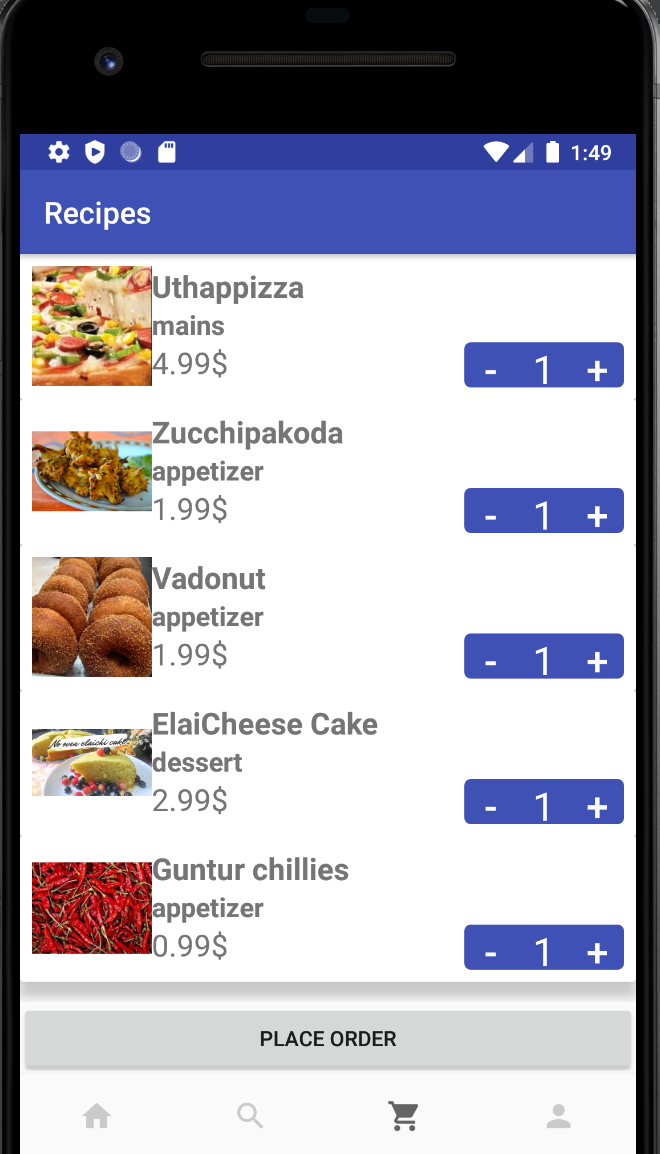 1:49
Recipes
Uthappizza
mains
4.99$
- 1 +
Zucchipakoda
appetizer
1.99$
- 1 +
Vadonut
appetizer
1.99$
- 1 +
ElaiCheese Cake
No oven elaichi cake
dessert
2.99$
- 1 +
Guntur chillies
appetizer
0.99$
- 1 +
PLACE ORDER